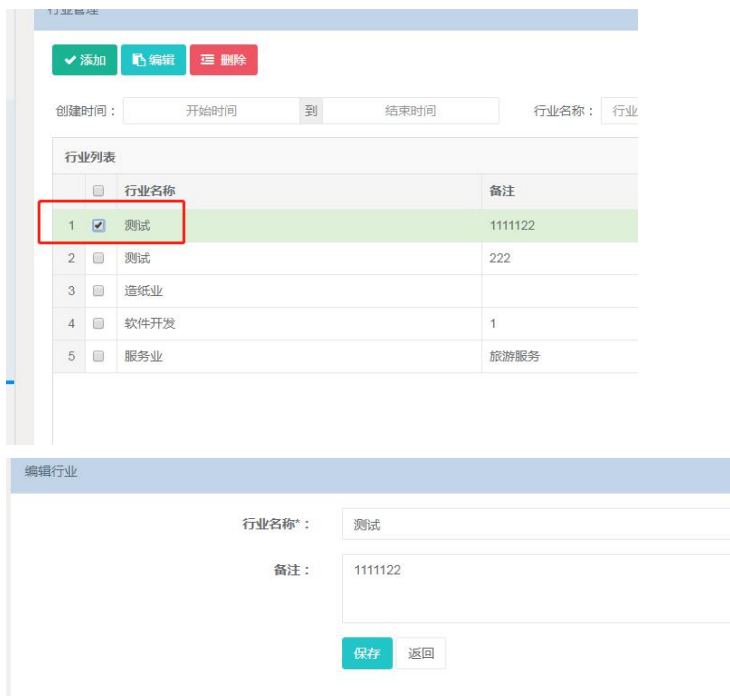 行业管理
添加 编辑 删除
创建时间： 开始时间 到 结束时间 行业名称： 行业
行业列表
行业名称 备注
1 测试 1111122
2 测试 222
3 造纸业
4 软件开发 1
5 服务业 旅游服务
编辑行业
行业名称*： 测试
备注： 1111122
保存 返回